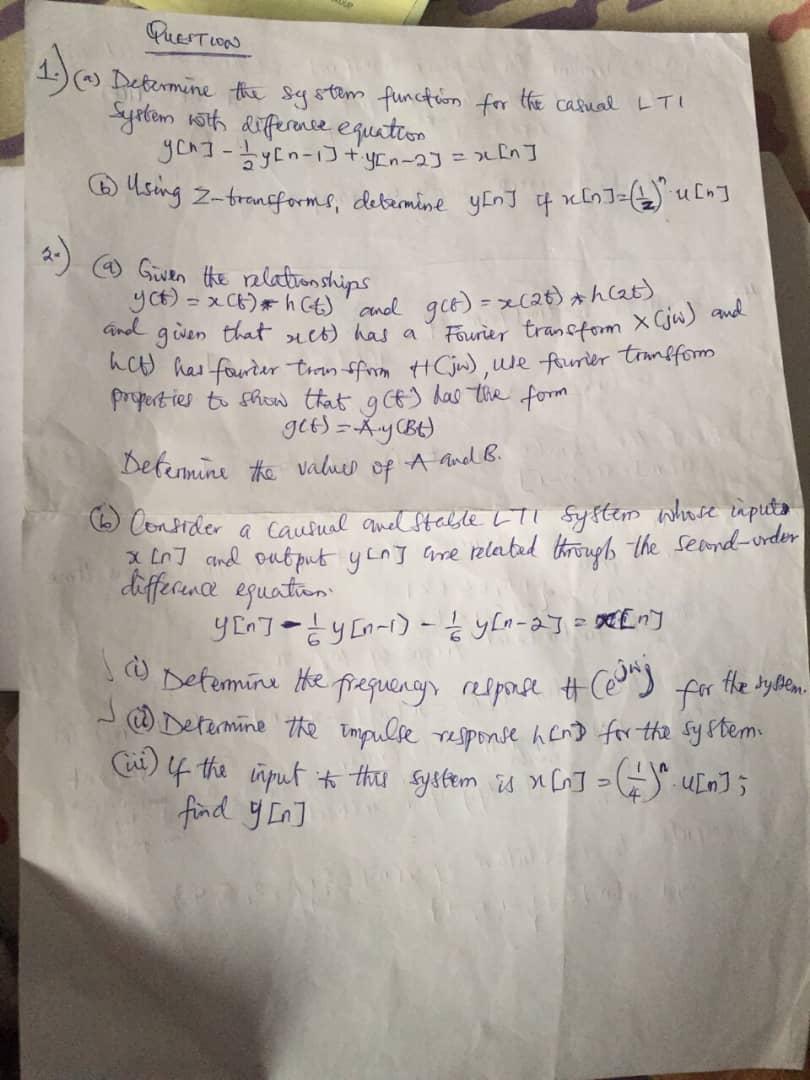 QUESTION
1.) (a) Determine the system function for the casual LTI
System with difference equation
y[n] - 1/2 y[n-1] + y[n-2] = x[n]
(b) Using Z-transforms, determine y[n] if x[n]=(1/2)^n u[n]
2.) (a) Given the relationships
y(t) = x(t) * h(t) and g(t) = x(2t) * h(2t)
and given that x(t) has a Fourier transform X(jw) and
h(t) has fourier transform H(jw), use fourier transform
properties to show that g(t) has the form
g(t) = A.y(Bt)
Determine the values of A and B.
(b) Consider a causual and stable LTI System whose inputs
x[n] and output y[n] are related through the second-order
difference equation.
y[n] - 1/6 y[n-1) - 1/6 y[n-2] = x[n]
(i) Determine the frequency response H(e^jw) for the system.
(ii) Determine the impulse response h[n] for the system.
(iii) If the input to this system is x[n] = (1/4)^n . u[n];
find y[n]